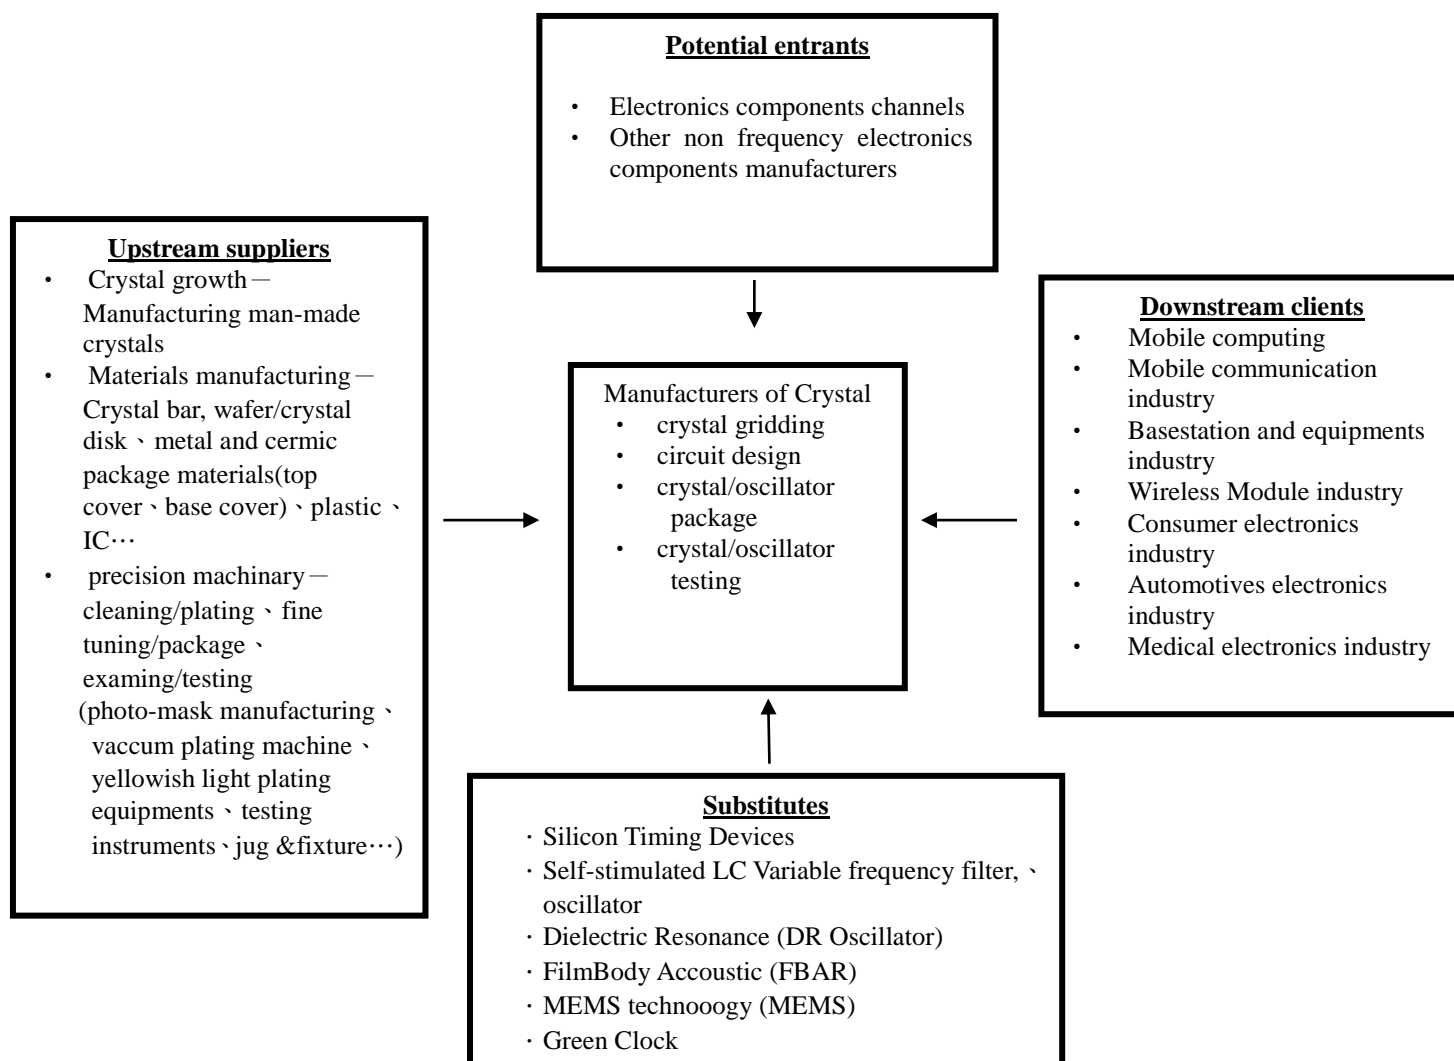 Potential entrants
• Electronics components channels
• Other non frequency electronics
components manufacturers
Upstream suppliers
• Crystal growth－
Manufacturing man-made
crystals
• Materials manufacturing－
Crystal bar, wafer/crystal
disk、metal and cermic
package materials(top
cover、base cover)、plastic、
IC…
• precision machinary－
cleaning/plating、fine
tuning/package、
examing/testing
(photo-mask manufacturing、
vaccum plating machine、
yellowish light plating
equipments、testing
instruments、jug &fixture…)
Manufacturers of Crystal
• crystal gridding
• circuit design
• crystal/oscillator
package
• crystal/oscillator
testing
Downstream clients
• Mobile computing
• Mobile communication
industry
• Basestation and equipments
industry
• Wireless Module industry
• Consumer electronics
industry
• Automotives electronics
industry
• Medical electronics industry
Substitutes
· Silicon Timing Devices
· Self-stimulated LC Variable frequency filter,、
oscillator
· Dielectric Resonance (DR Oscillator)
· FilmBody Accoustic (FBAR)
· MEMS technooogy (MEMS)
· Green Clock